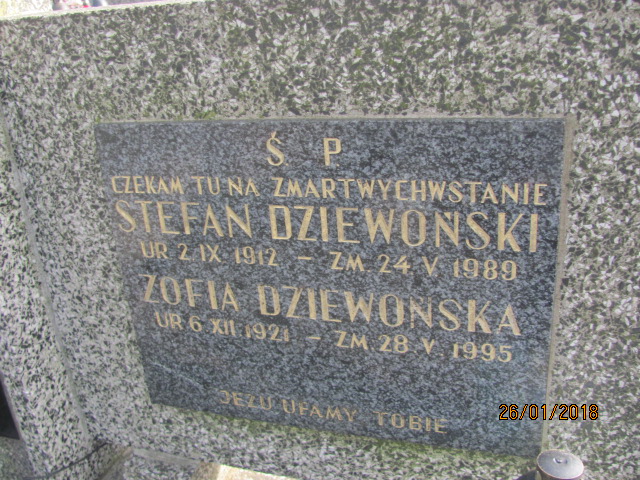 Ś P
CZEKAM TU NA ZMARTWYCHWSTANIE
STEFAN DZIEWOŃSKI
UR 2 IX 1912 – ZM 24 V 1989
ZOFIA DZIEWOŃSKA
UR 6 XII 1921 – ZM 28 V. 1995
JEZU UFAMY TOBIE
26/01/2018